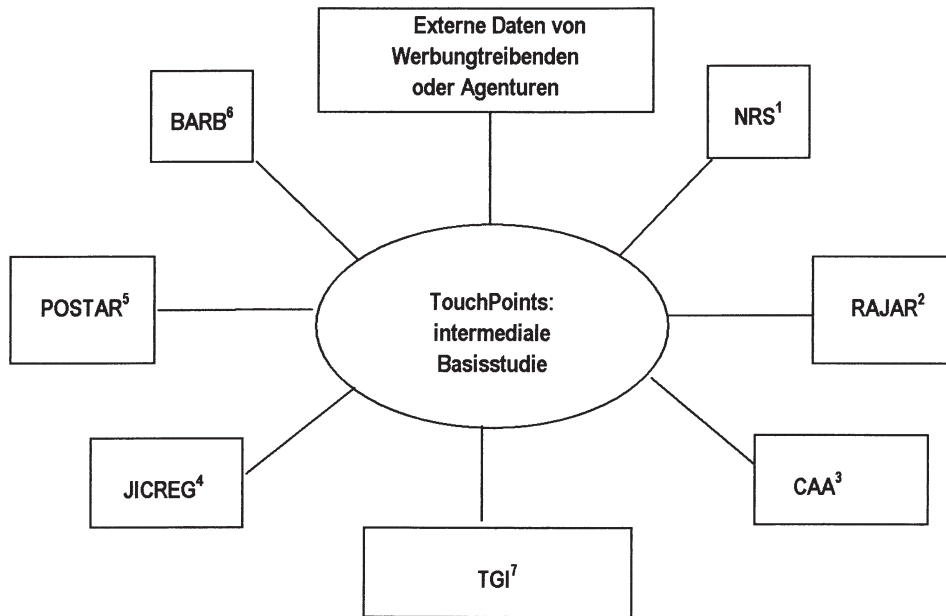 Externe Daten von
Werbungtreibenden
oder Agenturen
BARB⁶
NRS¹
POSTAR⁵
TouchPoints:
intermediale
Basisstudie
RAJAR²
JICREG⁴
CAA³
TGI⁷